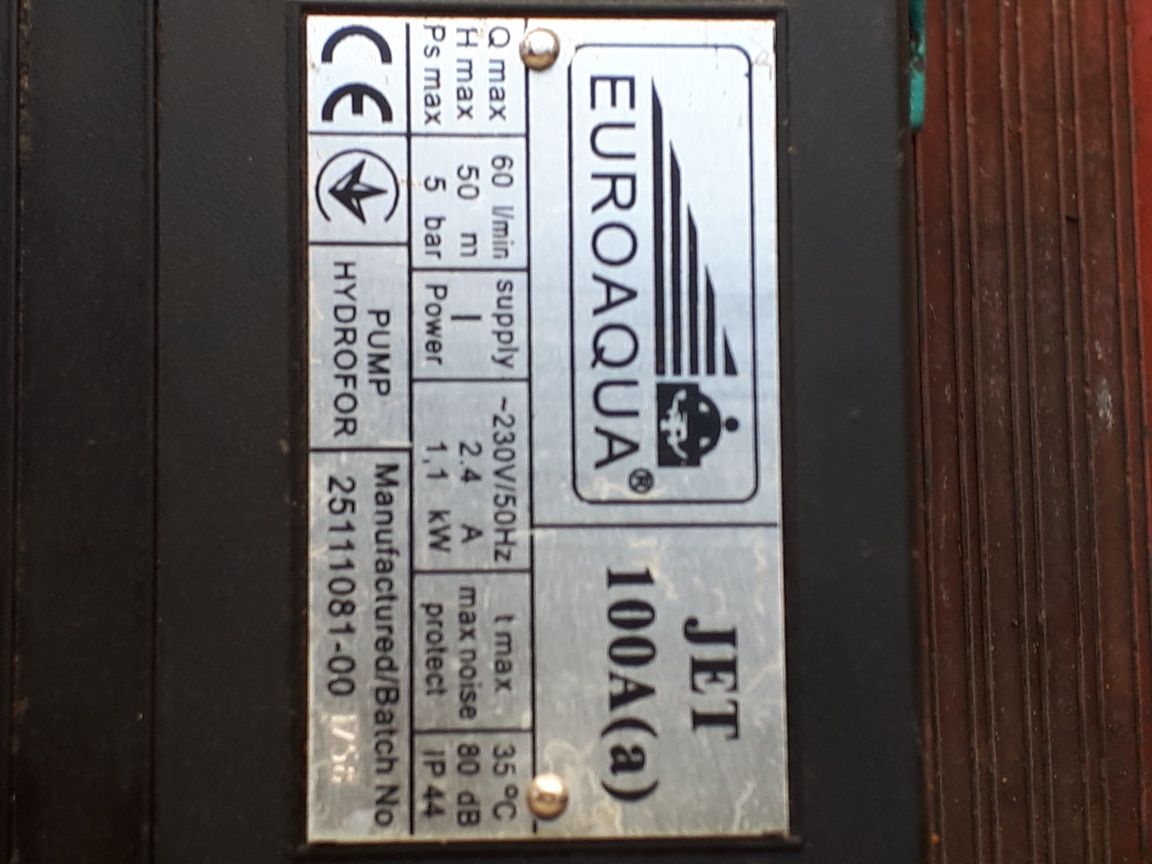 EUROAQUA®
JET
100A(a)
Q max 60 l/min supply ~230V/50Hz t max 35 °C
H max 50 m I 2.4 A max noise 80 dB
Ps max 5 bar Power 1,1 kW protect IP 44
CE PUMP HYDROFOR Manufactured/Batch No
25111081-00